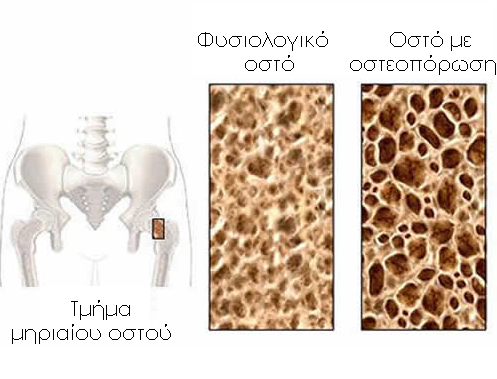 Φυσιολογικό
οστό
Οστό με
οστεοπόρωση
Τμήμα
μηριαίου οστού